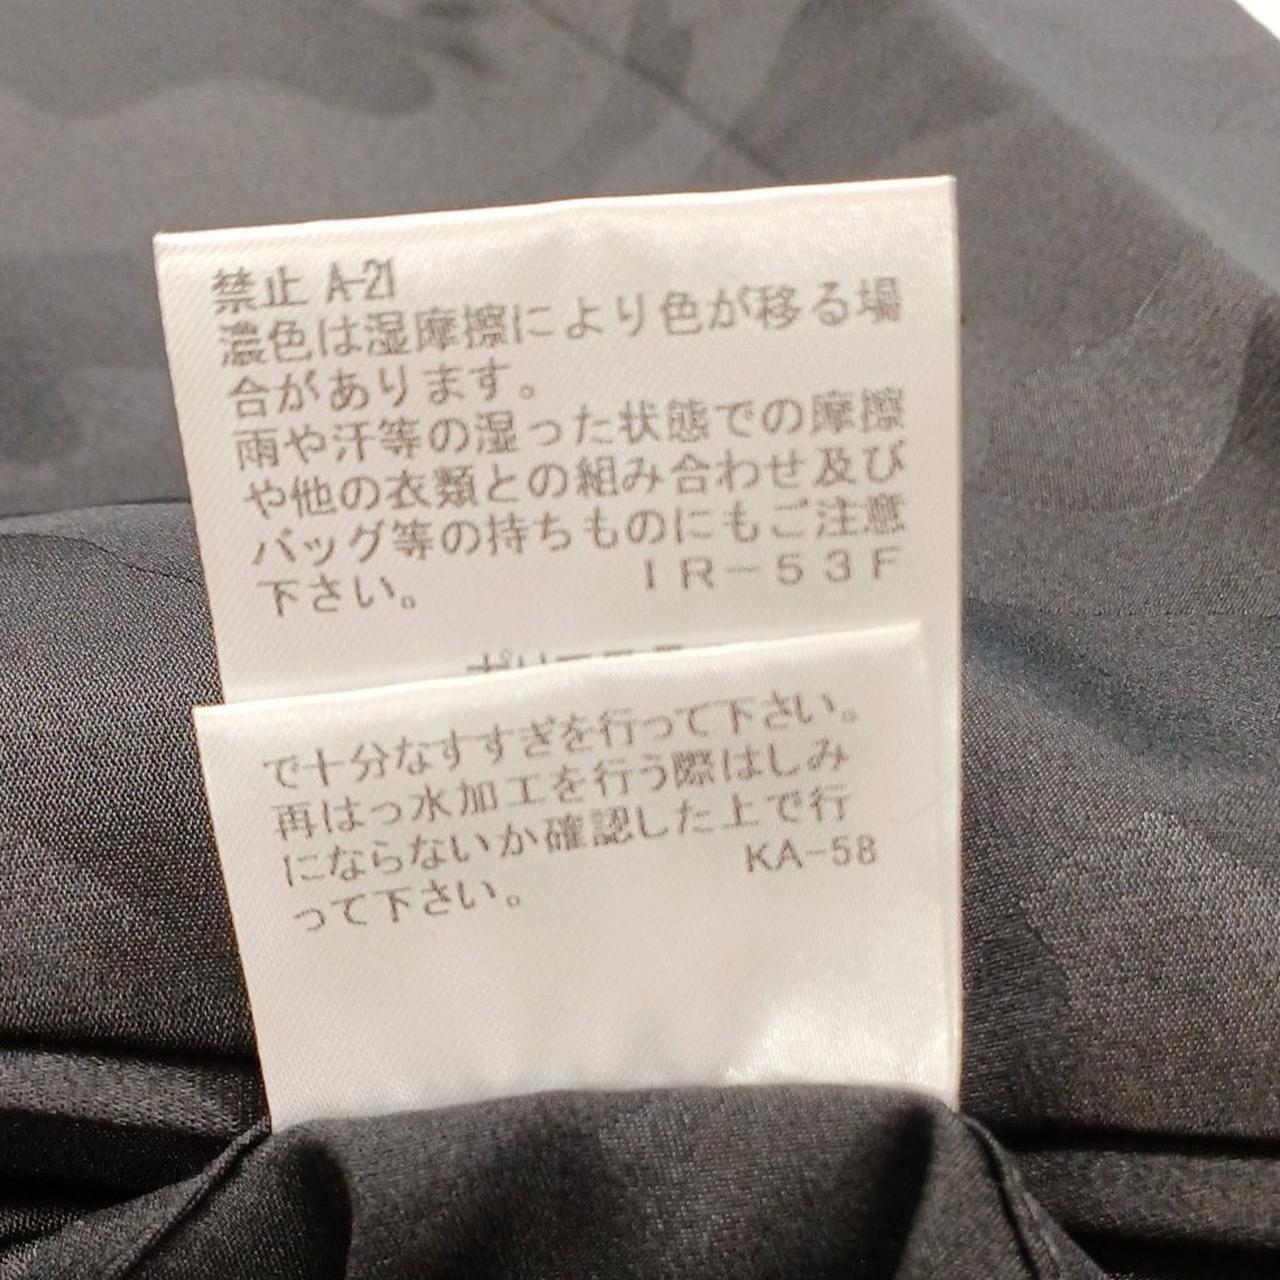 禁止 A-21
濃色は湿摩擦により色が移る場
合があります。
雨や汗等の湿った状態での摩擦
や他の衣類との組み合わせ及び
バッグ等の持ちものにもご注意
下さい。 IR-53F
で十分なすすぎを行って下さい。
再はっ水加工を行う際はしみ
にならないか確認した上で行
って下さい。 KA-58